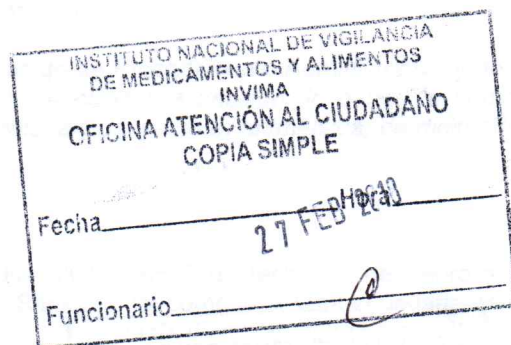 INSTITUTO NACIONAL DE VIGILANCIA
DE MEDICAMENTOS Y ALIMENTOS
INVIMA
OFICINA ATENCIÓN AL CIUDADANO
COPIA SIMPLE
Fecha Hora
27 FEB
Funcionario